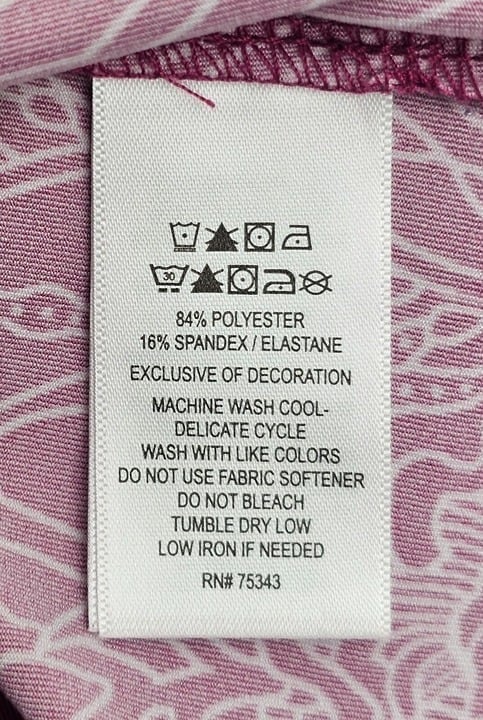 30
84% POLYESTER
16% SPANDEX / ELASTANE
EXCLUSIVE OF DECORATION
MACHINE WASH COOL-
DELICATE CYCLE
WASH WITH LIKE COLORS
DO NOT USE FABRIC SOFTENER
DO NOT BLEACH
TUMBLE DRY LOW
LOW IRON IF NEEDED
RN# 75343